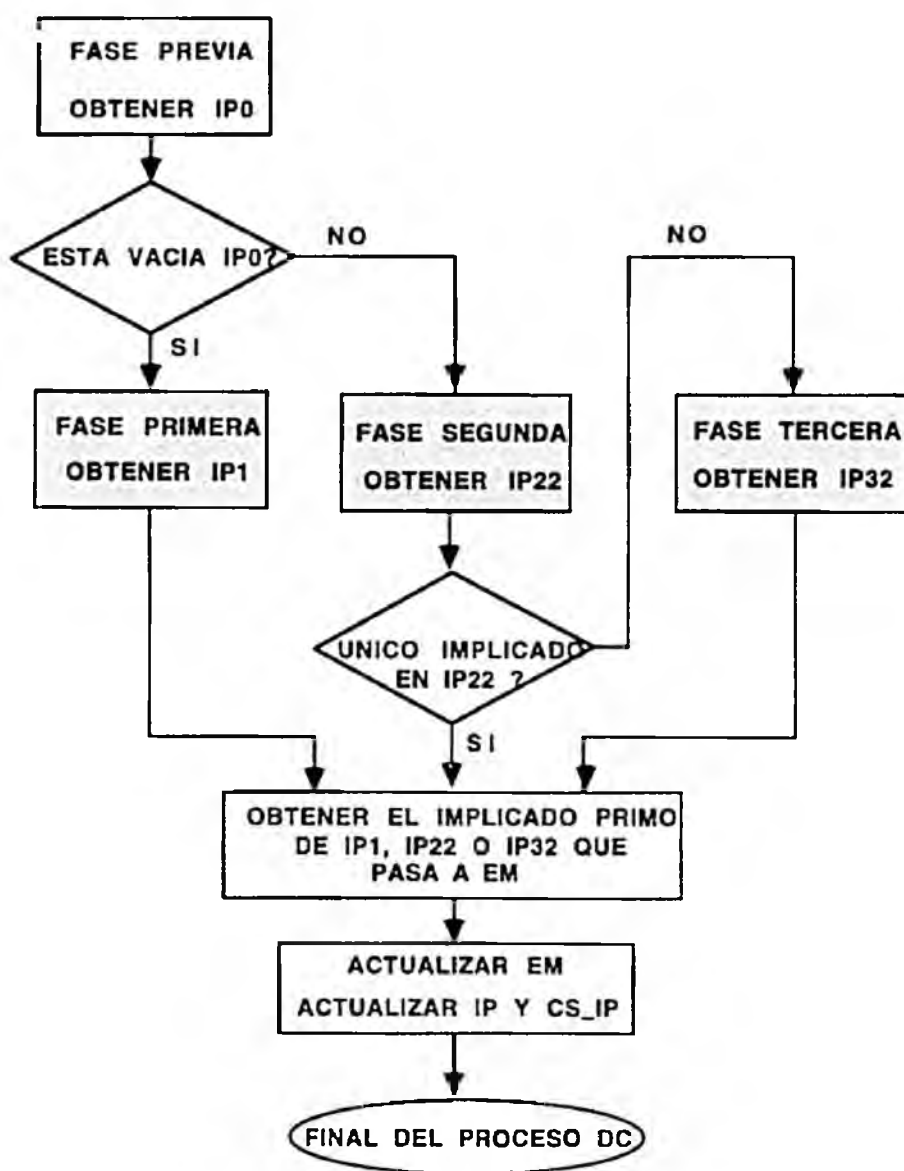 FASE PREVIA
OBTENER IP0
ESTA VACIA IP0?
NO
SI
NO
FASE PRIMERA
OBTENER IP1
FASE SEGUNDA
OBTENER IP22
FASE TERCERA
OBTENER IP32
UNICO IMPLICADO
EN IP22 ?
SI
OBTENER EL IMPLICADO PRIMO
DE IP1, IP22 O IP32 QUE
PASA A EM
ACTUALIZAR EM
ACTUALIZAR IP Y CS_IP
FINAL DEL PROCESO DC